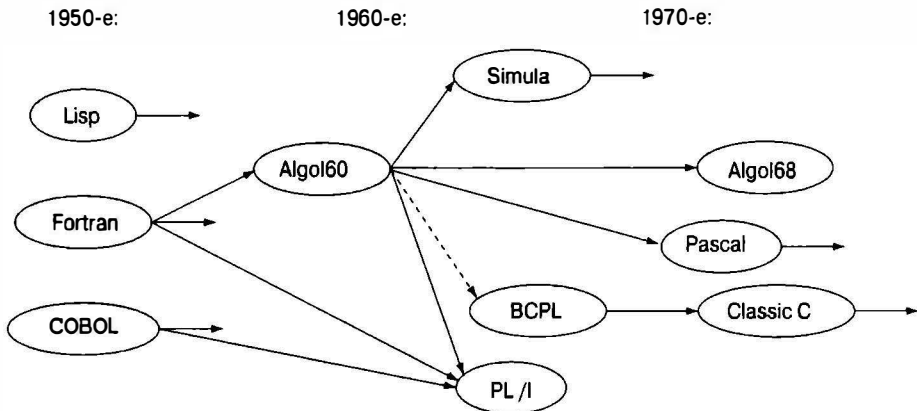 1950-e:
1960-e:
1970-e:
Simula
Lisp
Algol60
Algol68
Fortran
Pascal
BCPL
Classic C
COBOL
PL /I